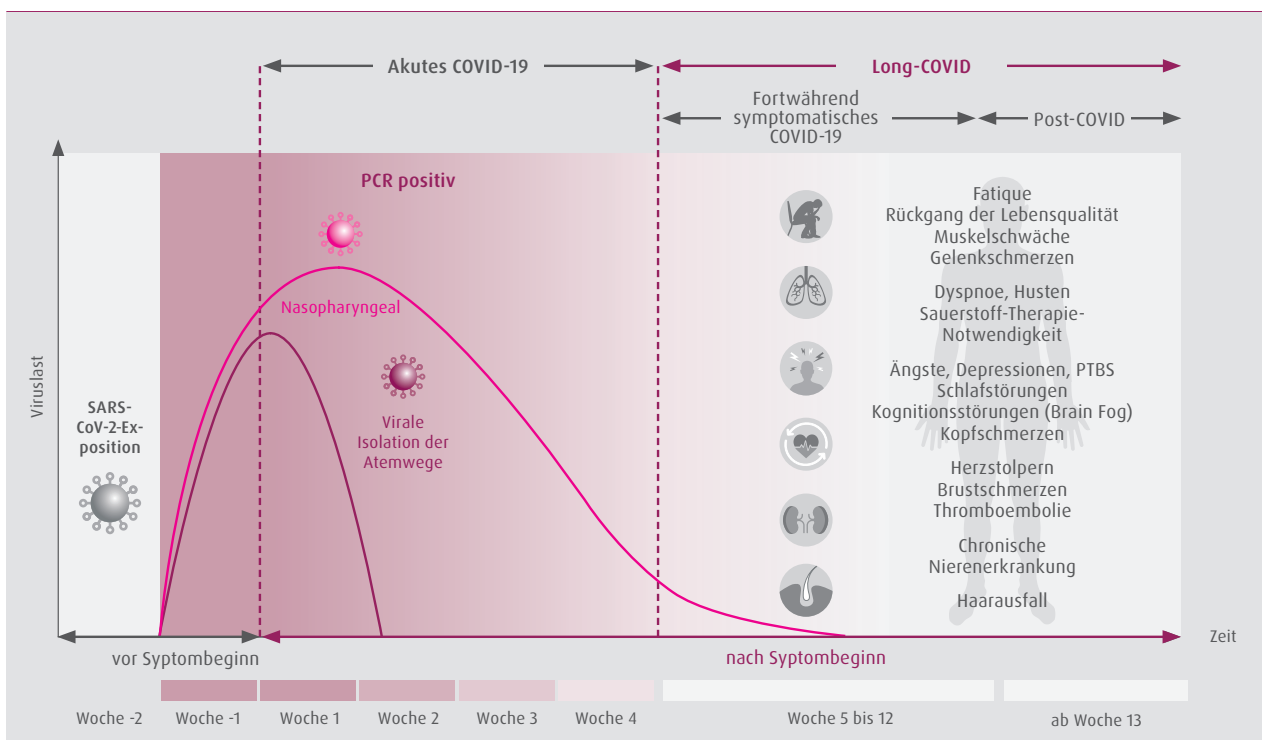 Akutes COVID-19
Long-COVID
Fortwährend
symptomatisches
COVID-19
Post-COVID
PCR positiv
Nasopharyngeal
Virale
Isolation der
Atemwege
Viruslast
SARS-
CoV-2-Ex-
position
Fatique
Rückgang der Lebensqualität
Muskelschwäche
Gelenkschmerzen
Dyspnoe, Husten
Sauerstoff-Therapie-
Notwendigkeit
Ängste, Depressionen, PTBS
Schlafstörungen
Kognitionsstörungen (Brain Fog)
Kopfschmerzen
Herzstolpern
Brustschmerzen
Thromboembolie
Chronische
Nierenerkrankung
Haarausfall
Zeit
vor Syptombeginn
nach Syptombeginn
Woche -2
Woche -1
Woche 1
Woche 2
Woche 3
Woche 4
Woche 5 bis 12
ab Woche 13